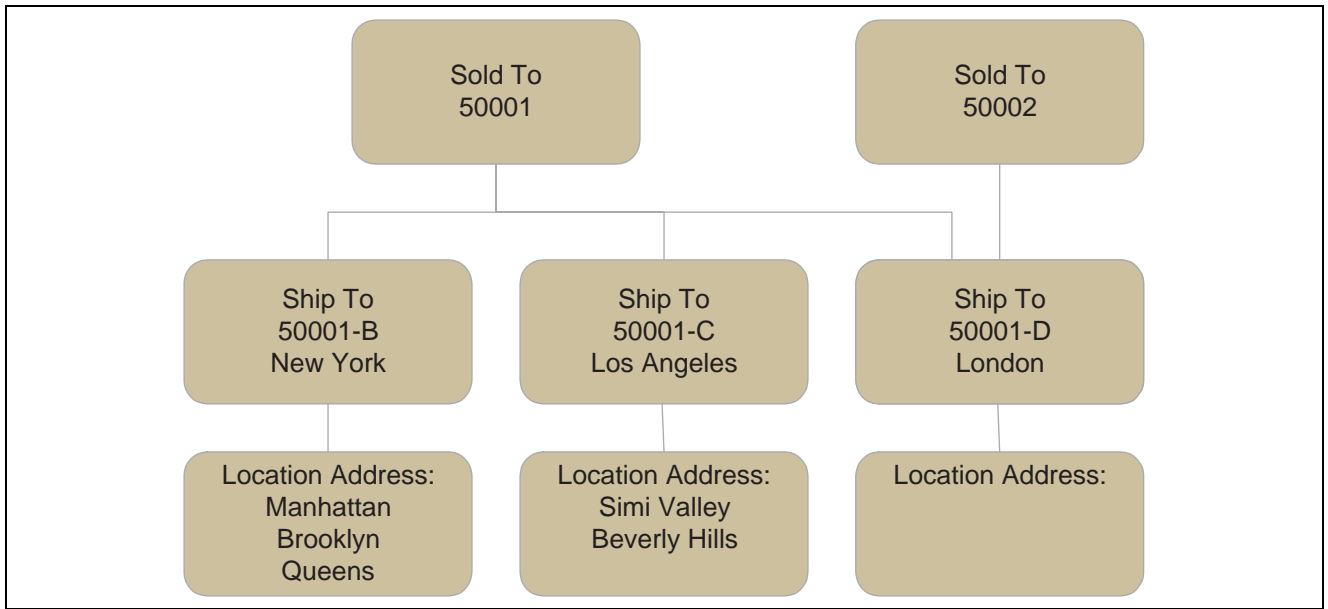 Sold To
50001
Sold To
50002
Ship To
50001-B
New York
Ship To
50001-C
Los Angeles
Ship To
50001-D
London
Location Address:
Manhattan
Brooklyn
Queens
Location Address:
Simi Valley
Beverly Hills
Location Address: